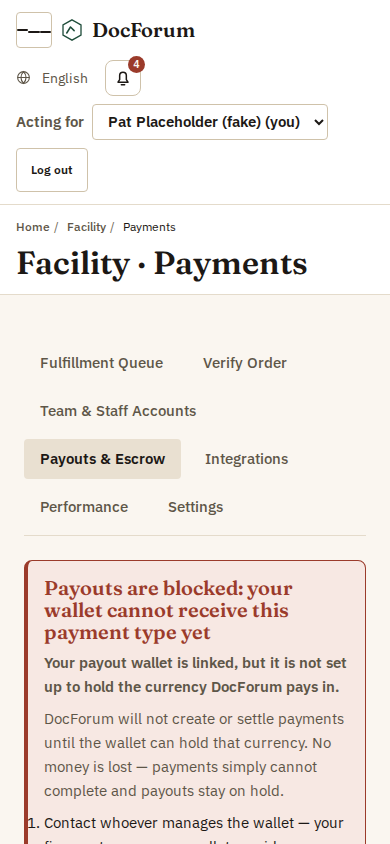 DocForum
English
4
Acting for
Pat Placeholder (fake) (you)
Log out
Home / Facility / Payments
Facility · Payments
Fulfillment Queue Verify Order
Team & Staff Accounts
Payouts & Escrow Integrations
Performance Settings
Payouts are blocked: your
wallet cannot receive this
payment type yet
Your payout wallet is linked, but it is not set
up to hold the currency DocForum pays in.
DocForum will not create or settle payments
until the wallet can hold that currency. No
money is lost — payments simply cannot
complete and payouts stay on hold.
1. Contact whoever manages the wallet — your